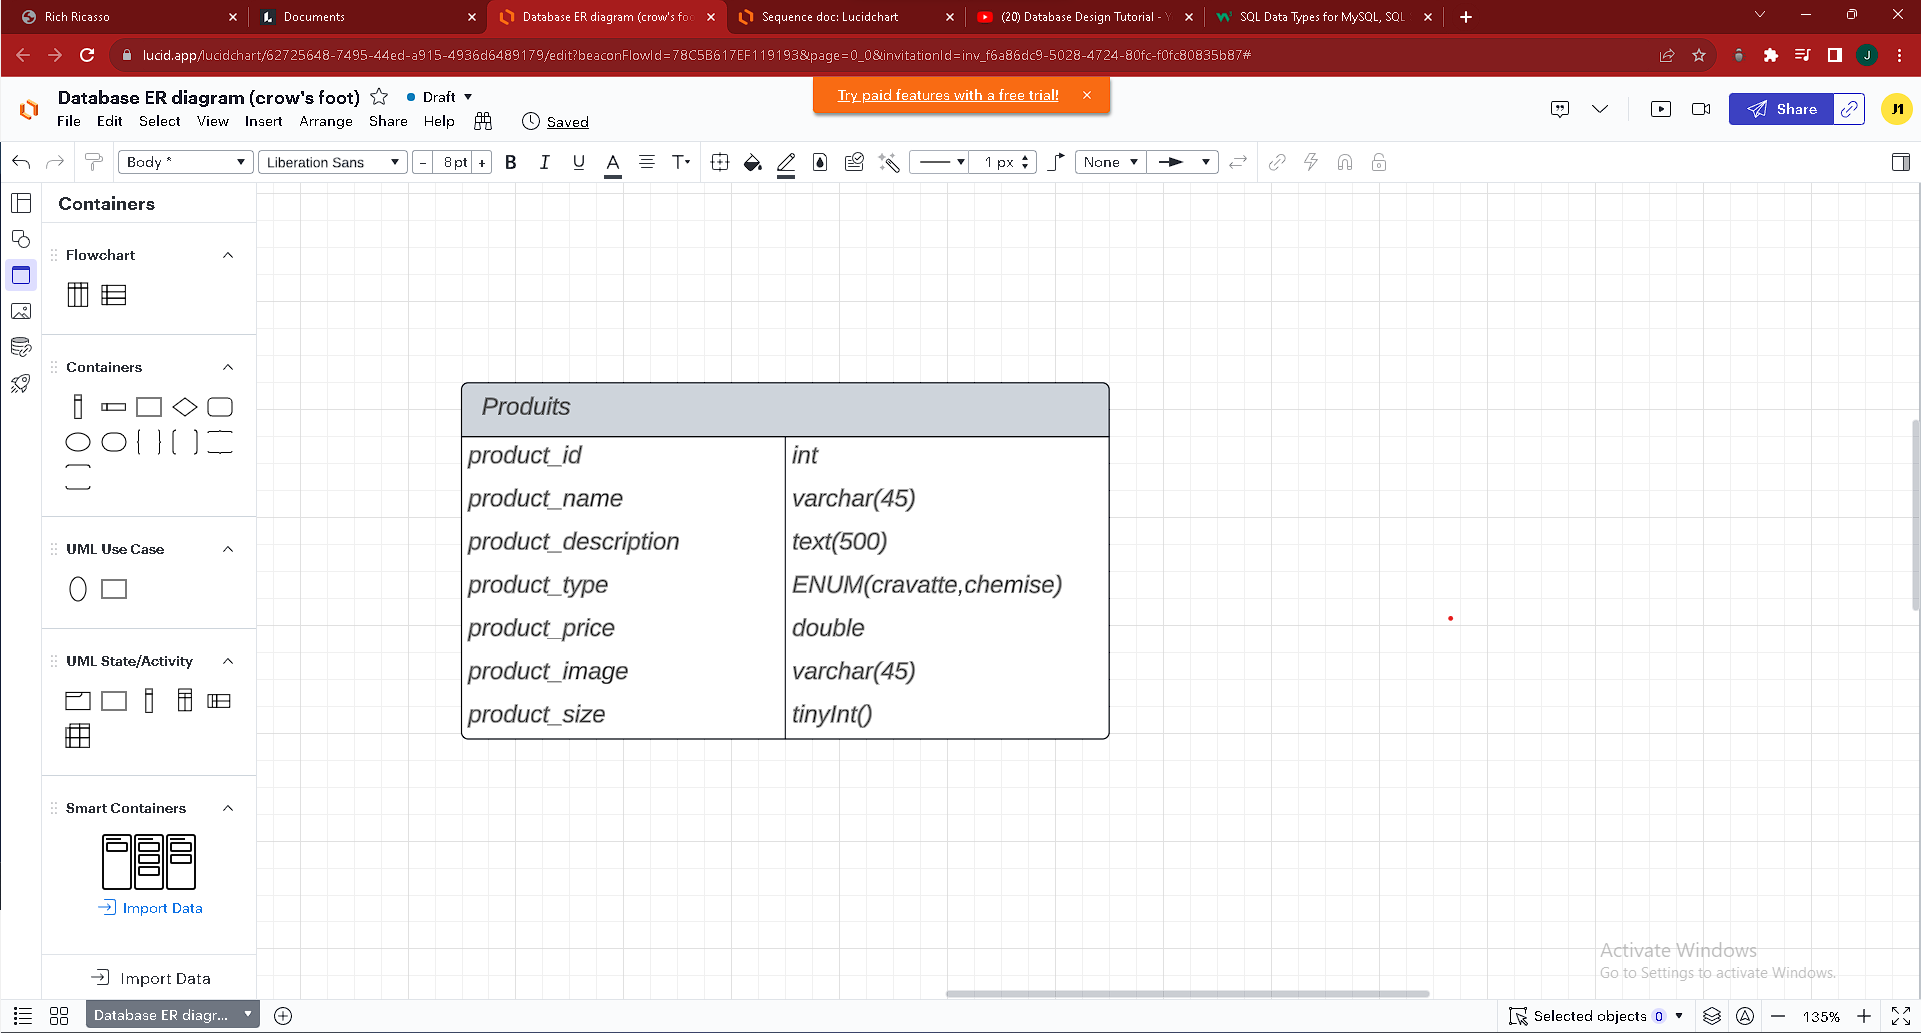 Rich Ricasso
Documents
Database ER diagram (crow's fo
Sequence doc: Lucidchart
(20) Database Design Tutorial - Y
SQL Data Types for MySQL, SQL
lucid.app/lucidchart/62725648-7495-44ed-a915-4936d6489179/edit?beaconFlowId=78C5B617EF119193&page=0_0&invitationId=inv_f6a86dc9-5028-4724-80fc-f0fc80835b87#
J
Database ER diagram (crow's foot)
Draft
Try paid features with a free trial!
File Edit Select View Insert Arrange Share Help
Saved
Share
J1
Body *
Liberation Sans
- 8 pt +
B I U A T
1 px
None
Containers
Flowchart
Containers
UML Use Case
UML State/Activity
Smart Containers
Import Data
Import Data
Produits
product_id int
product_name varchar(45)
product_description text(500)
product_type ENUM(cravatte,chemise)
product_price double
product_image varchar(45)
product_size tinyInt()
Activate Windows
Go to Settings to activate Windows.
Database ER diagr...
Selected objects 0
135%